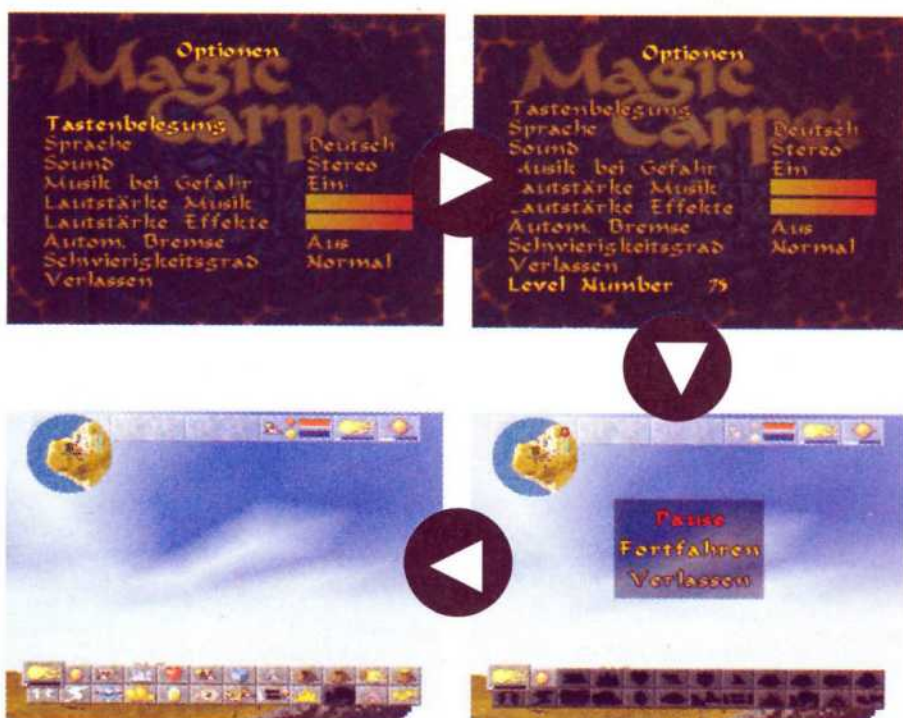 Optionen
Magic
Carpet
Tastenbelegung
Sprache Deutsch
Sound Stereo
Musik bei Gefahr Ein
Lautstärke Musik
Lautstärke Effekte
Autom. Bremse Aus
Schwierigkeitsgrad Normal
Verlassen
Optionen
Magic
Carpet
Tastenbelegung
Sprache Deutsch
Sound Stereo
Musik bei Gefahr Ein
Lautstärke Musik
Lautstärke Effekte
Autom. Bremse Aus
Schwierigkeitsgrad Normal
Verlassen
Level Number 75
Pause
Fortfahren
Verlassen